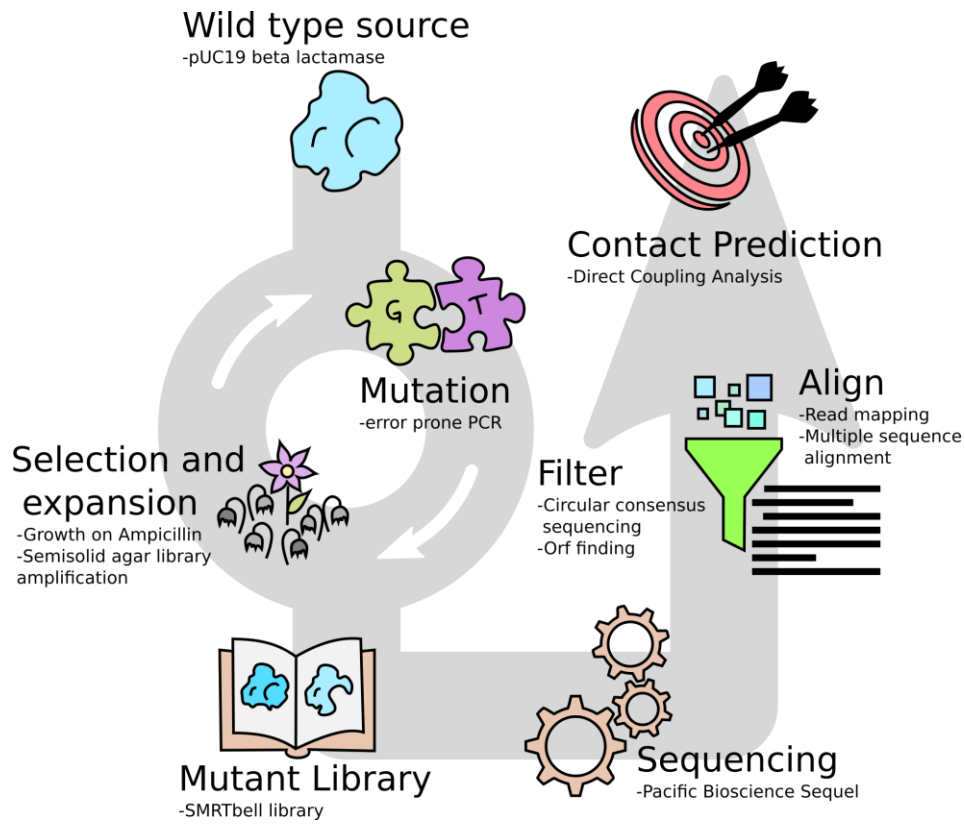 Wild type source
-pUC19 beta lactamase
G T
Mutation
-error prone PCR
Selection and
expansion
-Growth on Ampicillin
-Semisolid agar library
amplification
Mutant Library
-SMRTbell library
Sequencing
-Pacific Bioscience Sequel
Filter
-Circular consensus
sequencing
-Orf finding
Align
-Read mapping
-Multiple sequence
alignment
Contact Prediction
-Direct Coupling Analysis